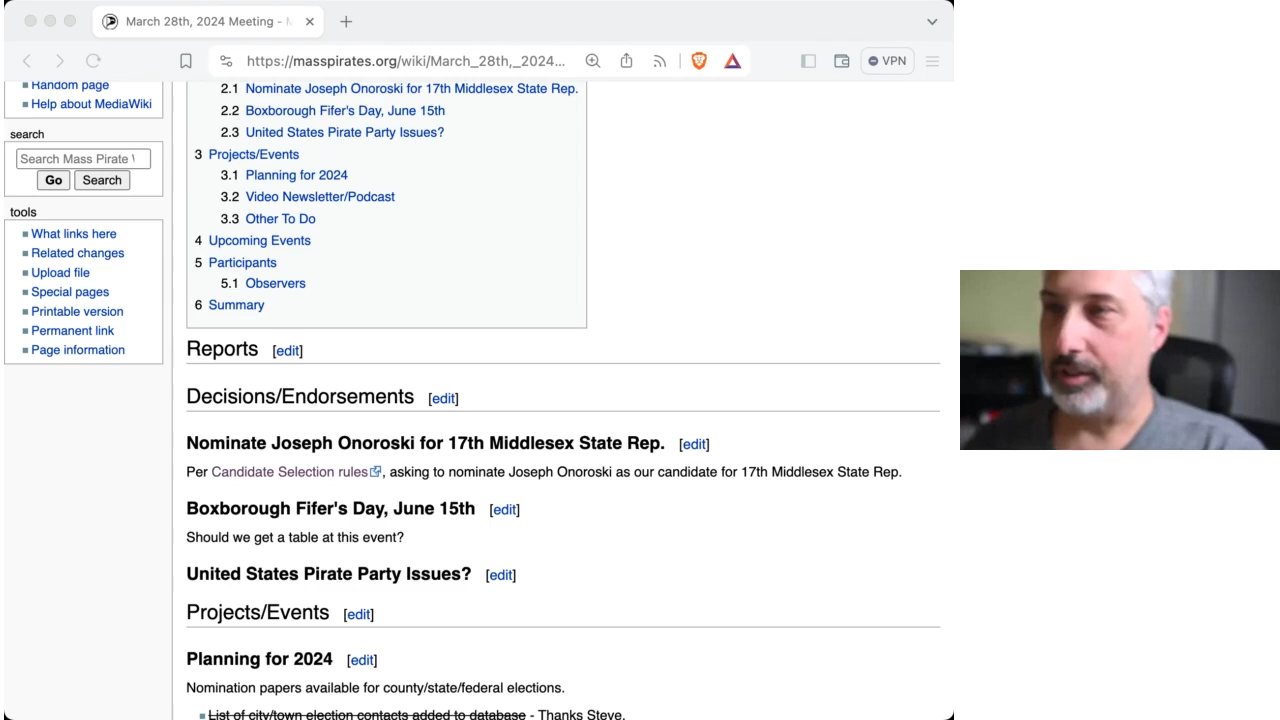 March 28th, 2024 Meeting -
https://masspirates.org/wiki/March_28th,_2024...
VPN
Random page
Help about MediaWiki
search
Search Mass Pirate
Go Search
tools
What links here
Related changes
Upload file
Special pages
Printable version
Permanent link
Page information
2.1 Nominate Joseph Onoroski for 17th Middlesex State Rep.
2.2 Boxborough Fifer's Day, June 15th
2.3 United States Pirate Party Issues?
3 Projects/Events
3.1 Planning for 2024
3.2 Video Newsletter/Podcast
3.3 Other To Do
4 Upcoming Events
5 Participants
5.1 Observers
6 Summary
Reports [edit]
Decisions/Endorsements [edit]
Nominate Joseph Onoroski for 17th Middlesex State Rep. [edit]
Per Candidate Selection rules, asking to nominate Joseph Onoroski as our candidate for 17th Middlesex State Rep.
Boxborough Fifer's Day, June 15th [edit]
Should we get a table at this event?
United States Pirate Party Issues? [edit]
Projects/Events [edit]
Planning for 2024 [edit]
Nomination papers available for county/state/federal elections.
List of city/town election contacts added to database - Thanks Steve.